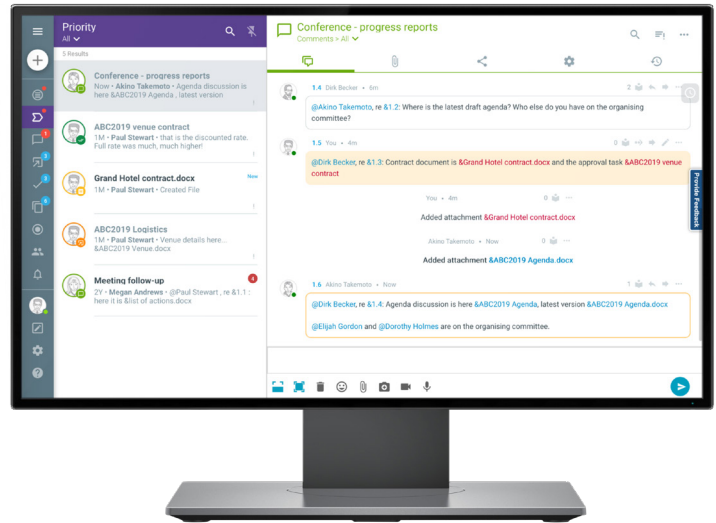 Priority
All
5 Results
Conference - progress reports
Now • Akino Takemoto • Agenda discussion is
here &ABC2019 Agenda , latest version
ABC2019 venue contract
1M • Paul Stewart • that is the discounted rate.
Full rate was much, much higher!
Grand Hotel contract.docx
New
1M • Paul Stewart • Created File
ABC2019 Logistics
1M • Paul Stewart • Venue details here...
&ABC2019 Venue.docx
Meeting follow-up
4
2Y • Megan Andrews • @Paul Stewart , re &1.1 :
here it is &list of actions.docx
Conference - progress reports
Comments > All
1.4 Dirk Becker • 6m
2
@Akino Takemoto, re &1.2: Where is the latest draft agenda? Who else do you have on the organising
committee?
1.5 You • 4m
0
@Dirk Becker, re &1.3: Contract document is &Grand Hotel contract.docx and the approval task &ABC2019 venue
contract
You • 4m
0
Added attachment &Grand Hotel contract.docx
Akino Takemoto • Now
0
Added attachment &ABC2019 Agenda.docx
1.6 Akino Takemoto • Now
1
@Dirk Becker, re &1.4: Agenda discussion is here &ABC2019 Agenda, latest version &ABC2019 Agenda.docx
@Elijah Gordon and @Dorothy Holmes are on the organising committee.
Provide Feedback